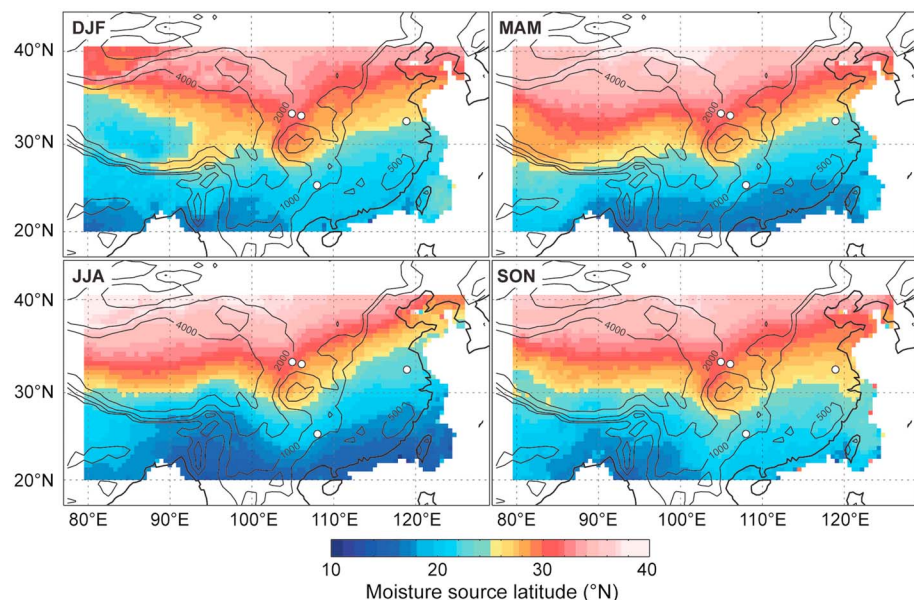 DJF
MAM
40°N
4000
2000
4000
2000
30°N
500
500
1000
1000
20°N
JJA
SON
40°N
4000
2000
4000
2000
30°N
500
500
1000
1000
20°N
80°E 90°E 100°E 110°E 120°E 80°E 90°E 100°E 110°E 120°E
10 20 30 40
Moisture source latitude (°N)